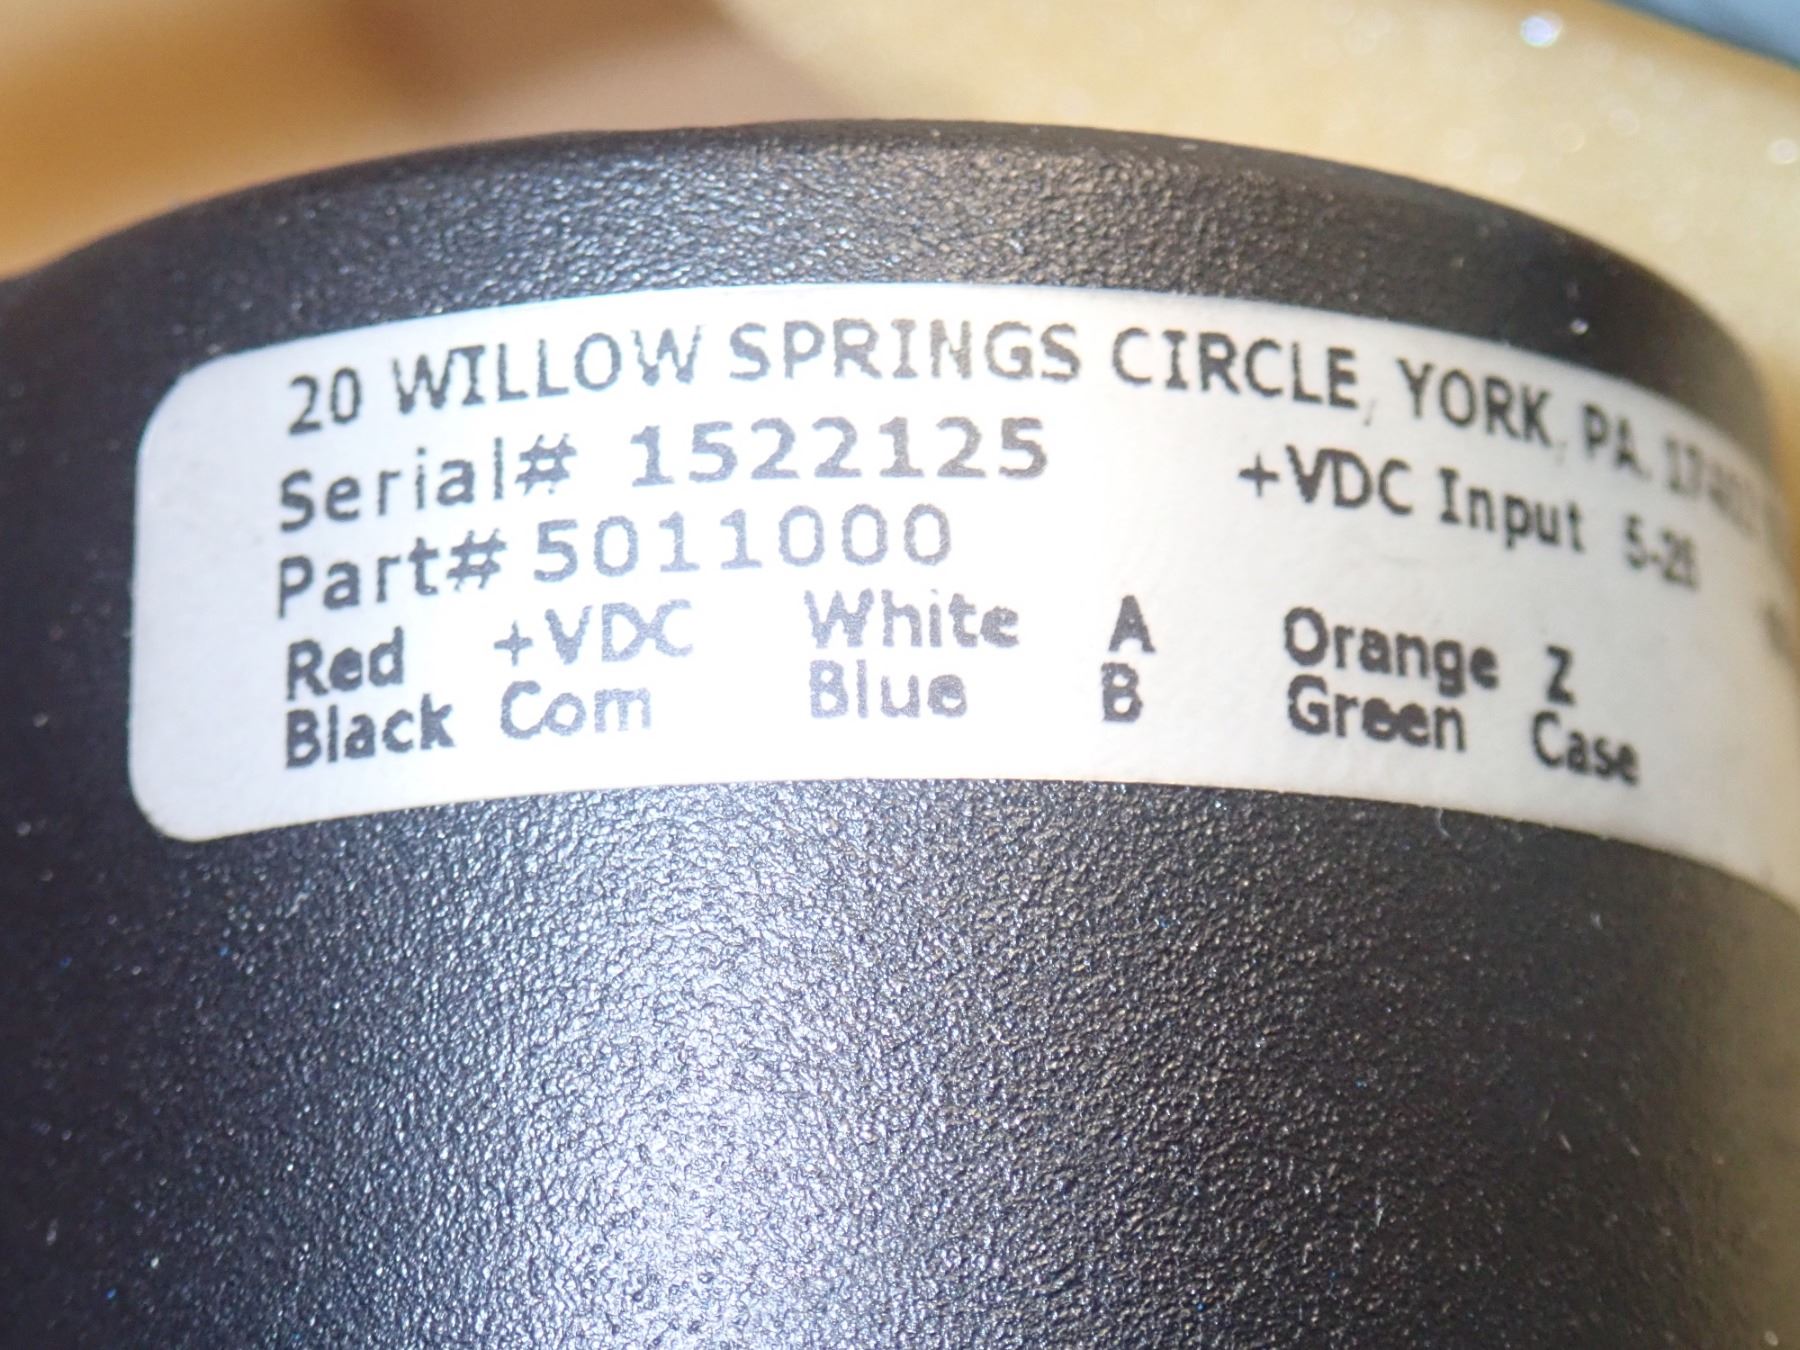 20 WILLOW SPRINGS CIRCLE, YORK, PA.
Serial# 1522125
+VDC Input
Part# 5011000
Red +VDC White A Orange Z
Black Com Blue B Green Case